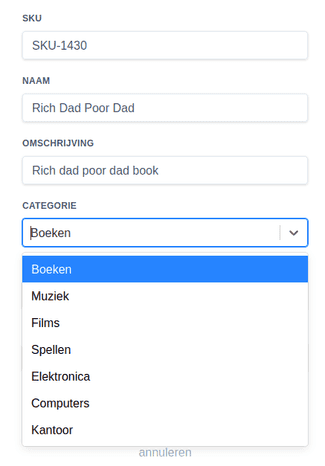 SKU
SKU-1430
NAAM
Rich Dad Poor Dad
OMSCHRIJVING
Rich dad poor dad book
CATEGORIE
Boeken
Boeken
Muziek
Films
Spellen
Elektronica
Computers
Kantoor
annuleren